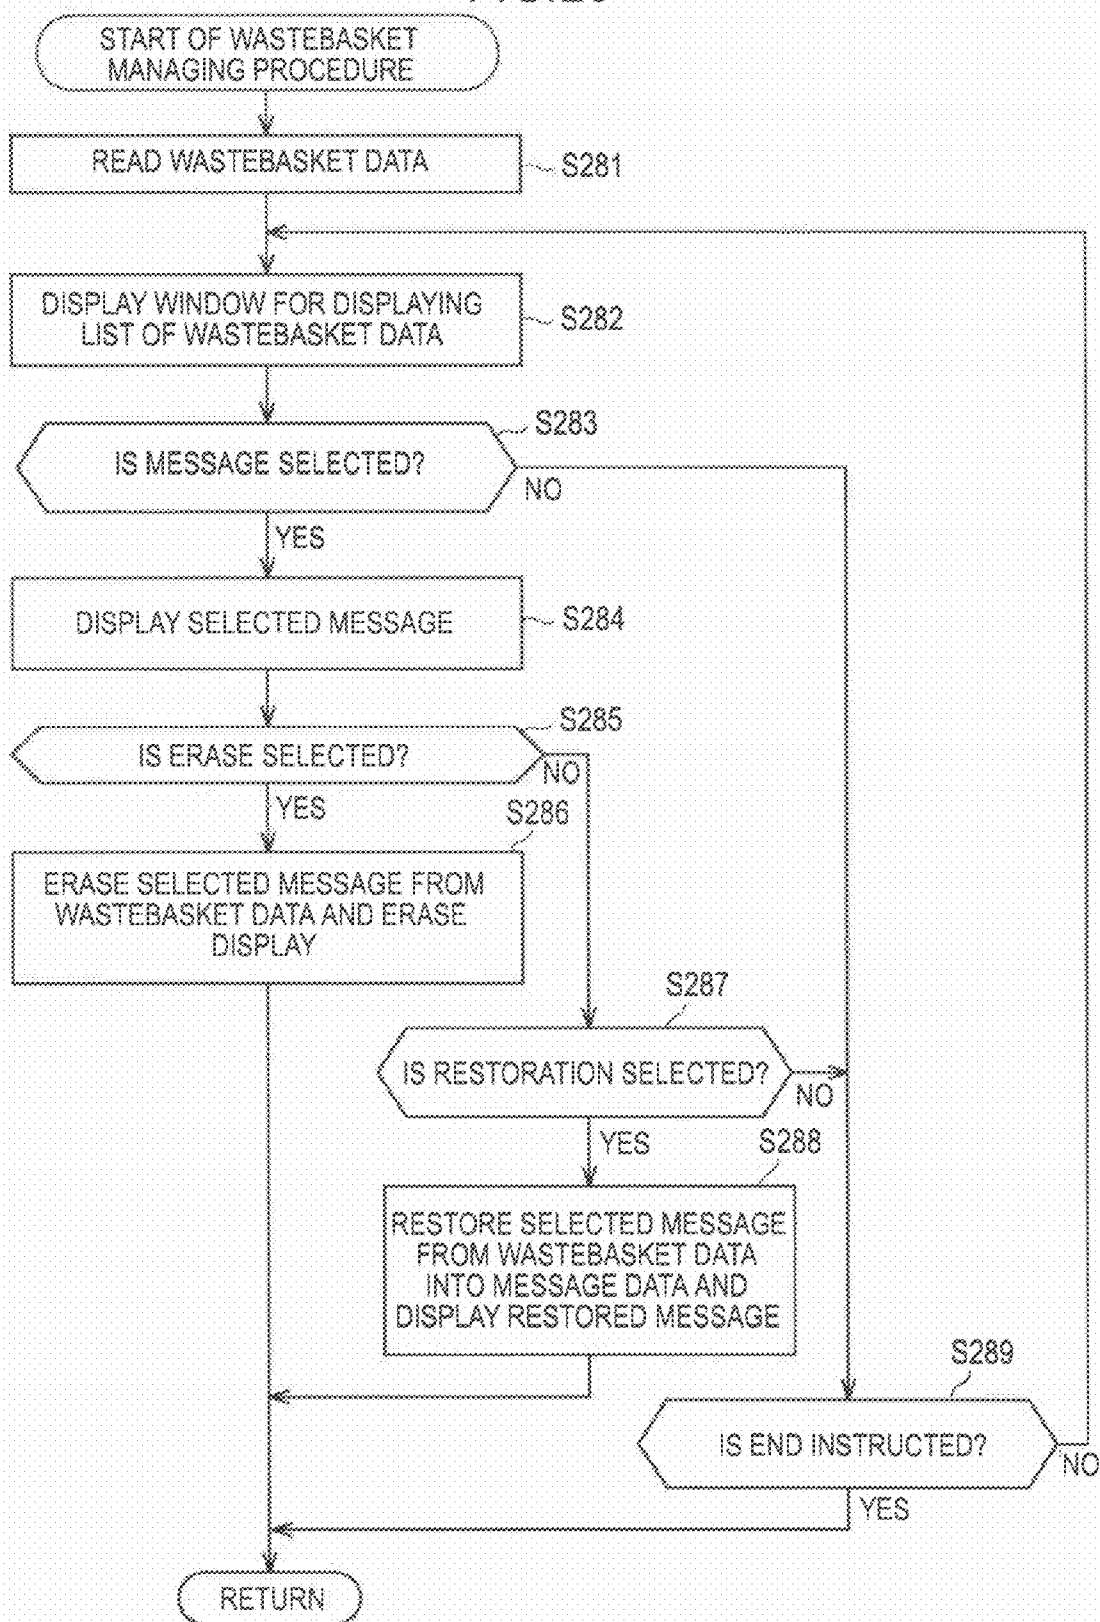 START OF WASTEBASKET
MANAGING PROCEDURE
READ WASTEBASKET DATA
S281
DISPLAY WINDOW FOR DISPLAYING
LIST OF WASTEBASKET DATA
S282
S283
IS MESSAGE SELECTED?
NO
YES
DISPLAY SELECTED MESSAGE
S284
S285
IS ERASE SELECTED?
NO
YES
S286
ERASE SELECTED MESSAGE FROM
WASTEBASKET DATA AND ERASE
DISPLAY
S287
IS RESTORATION SELECTED?
NO
YES
S288
RESTORE SELECTED MESSAGE
FROM WASTEBASKET DATA
INTO MESSAGE DATA AND
DISPLAY RESTORED MESSAGE
S289
IS END INSTRUCTED?
NO
YES
RETURN